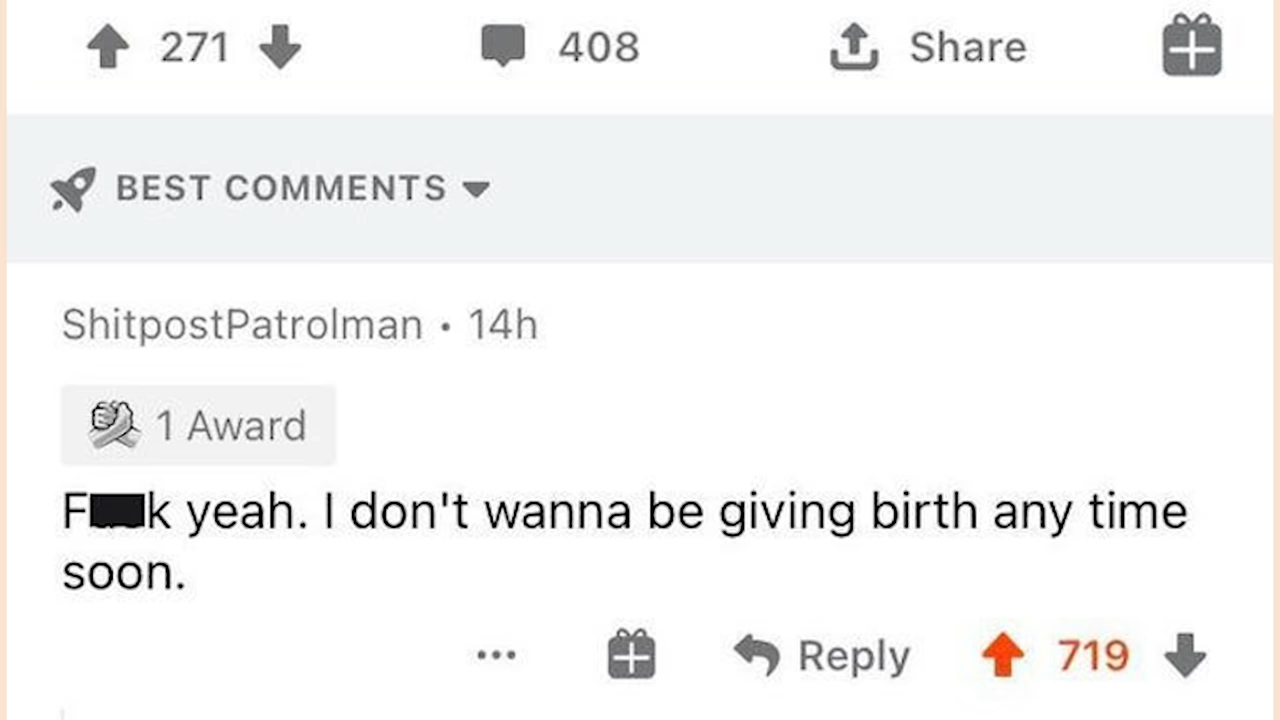 271 408 Share
BEST COMMENTS
ShitpostPatrolman • 14h
1 Award
F k yeah. I don't wanna be giving birth any time
soon.
... Reply 719